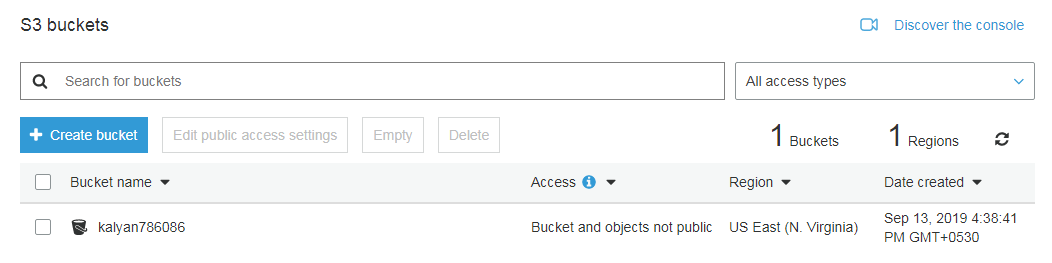 S3 buckets
Discover the console
Search for buckets
All access types
Create bucket
Edit public access settings
Empty
Delete
1 Buckets
1 Regions
Bucket name
Access
Region
Date created
kalyan786086
Bucket and objects not public
US East (N. Virginia)
Sep 13, 2019 4:38:41
PM GMT+0530